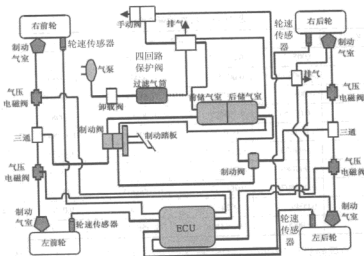 右前轮
手动阀
排气
右后轮
轮速传感器
轮速
传感
器
制动
气室
气泵
四回路
保护阀
过滤气筒
排气
制动
气室
气压
电磁阀
卸载阀
前储气室
后储气室
气压
电磁阀
三通
制动阀
制动踏板
三通
气压
电磁阀
制动阀
气压
电磁阀
制动
气室
轮速传感器
ECU
轮速
传感
器
制动
气室
左前轮
左后轮